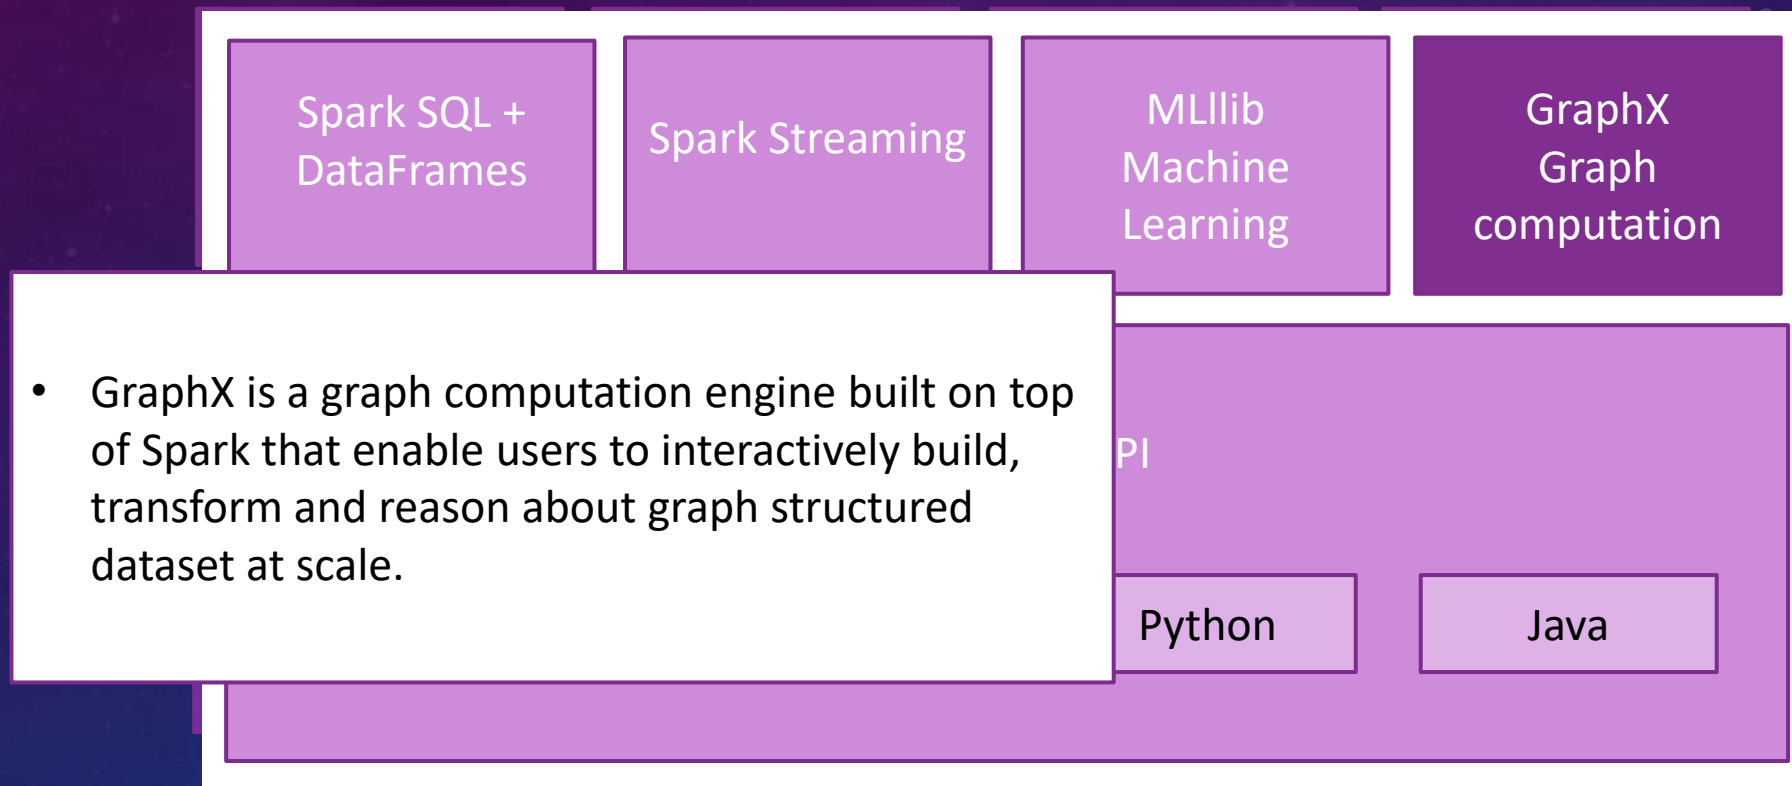 Spark SQL +
DataFrames
Spark Streaming
MLllib
Machine
Learning
GraphX
Graph
computation
• GraphX is a graph computation engine built on top
of Spark that enable users to interactively build,
transform and reason about graph structured
dataset at scale.
PI
Python
Java